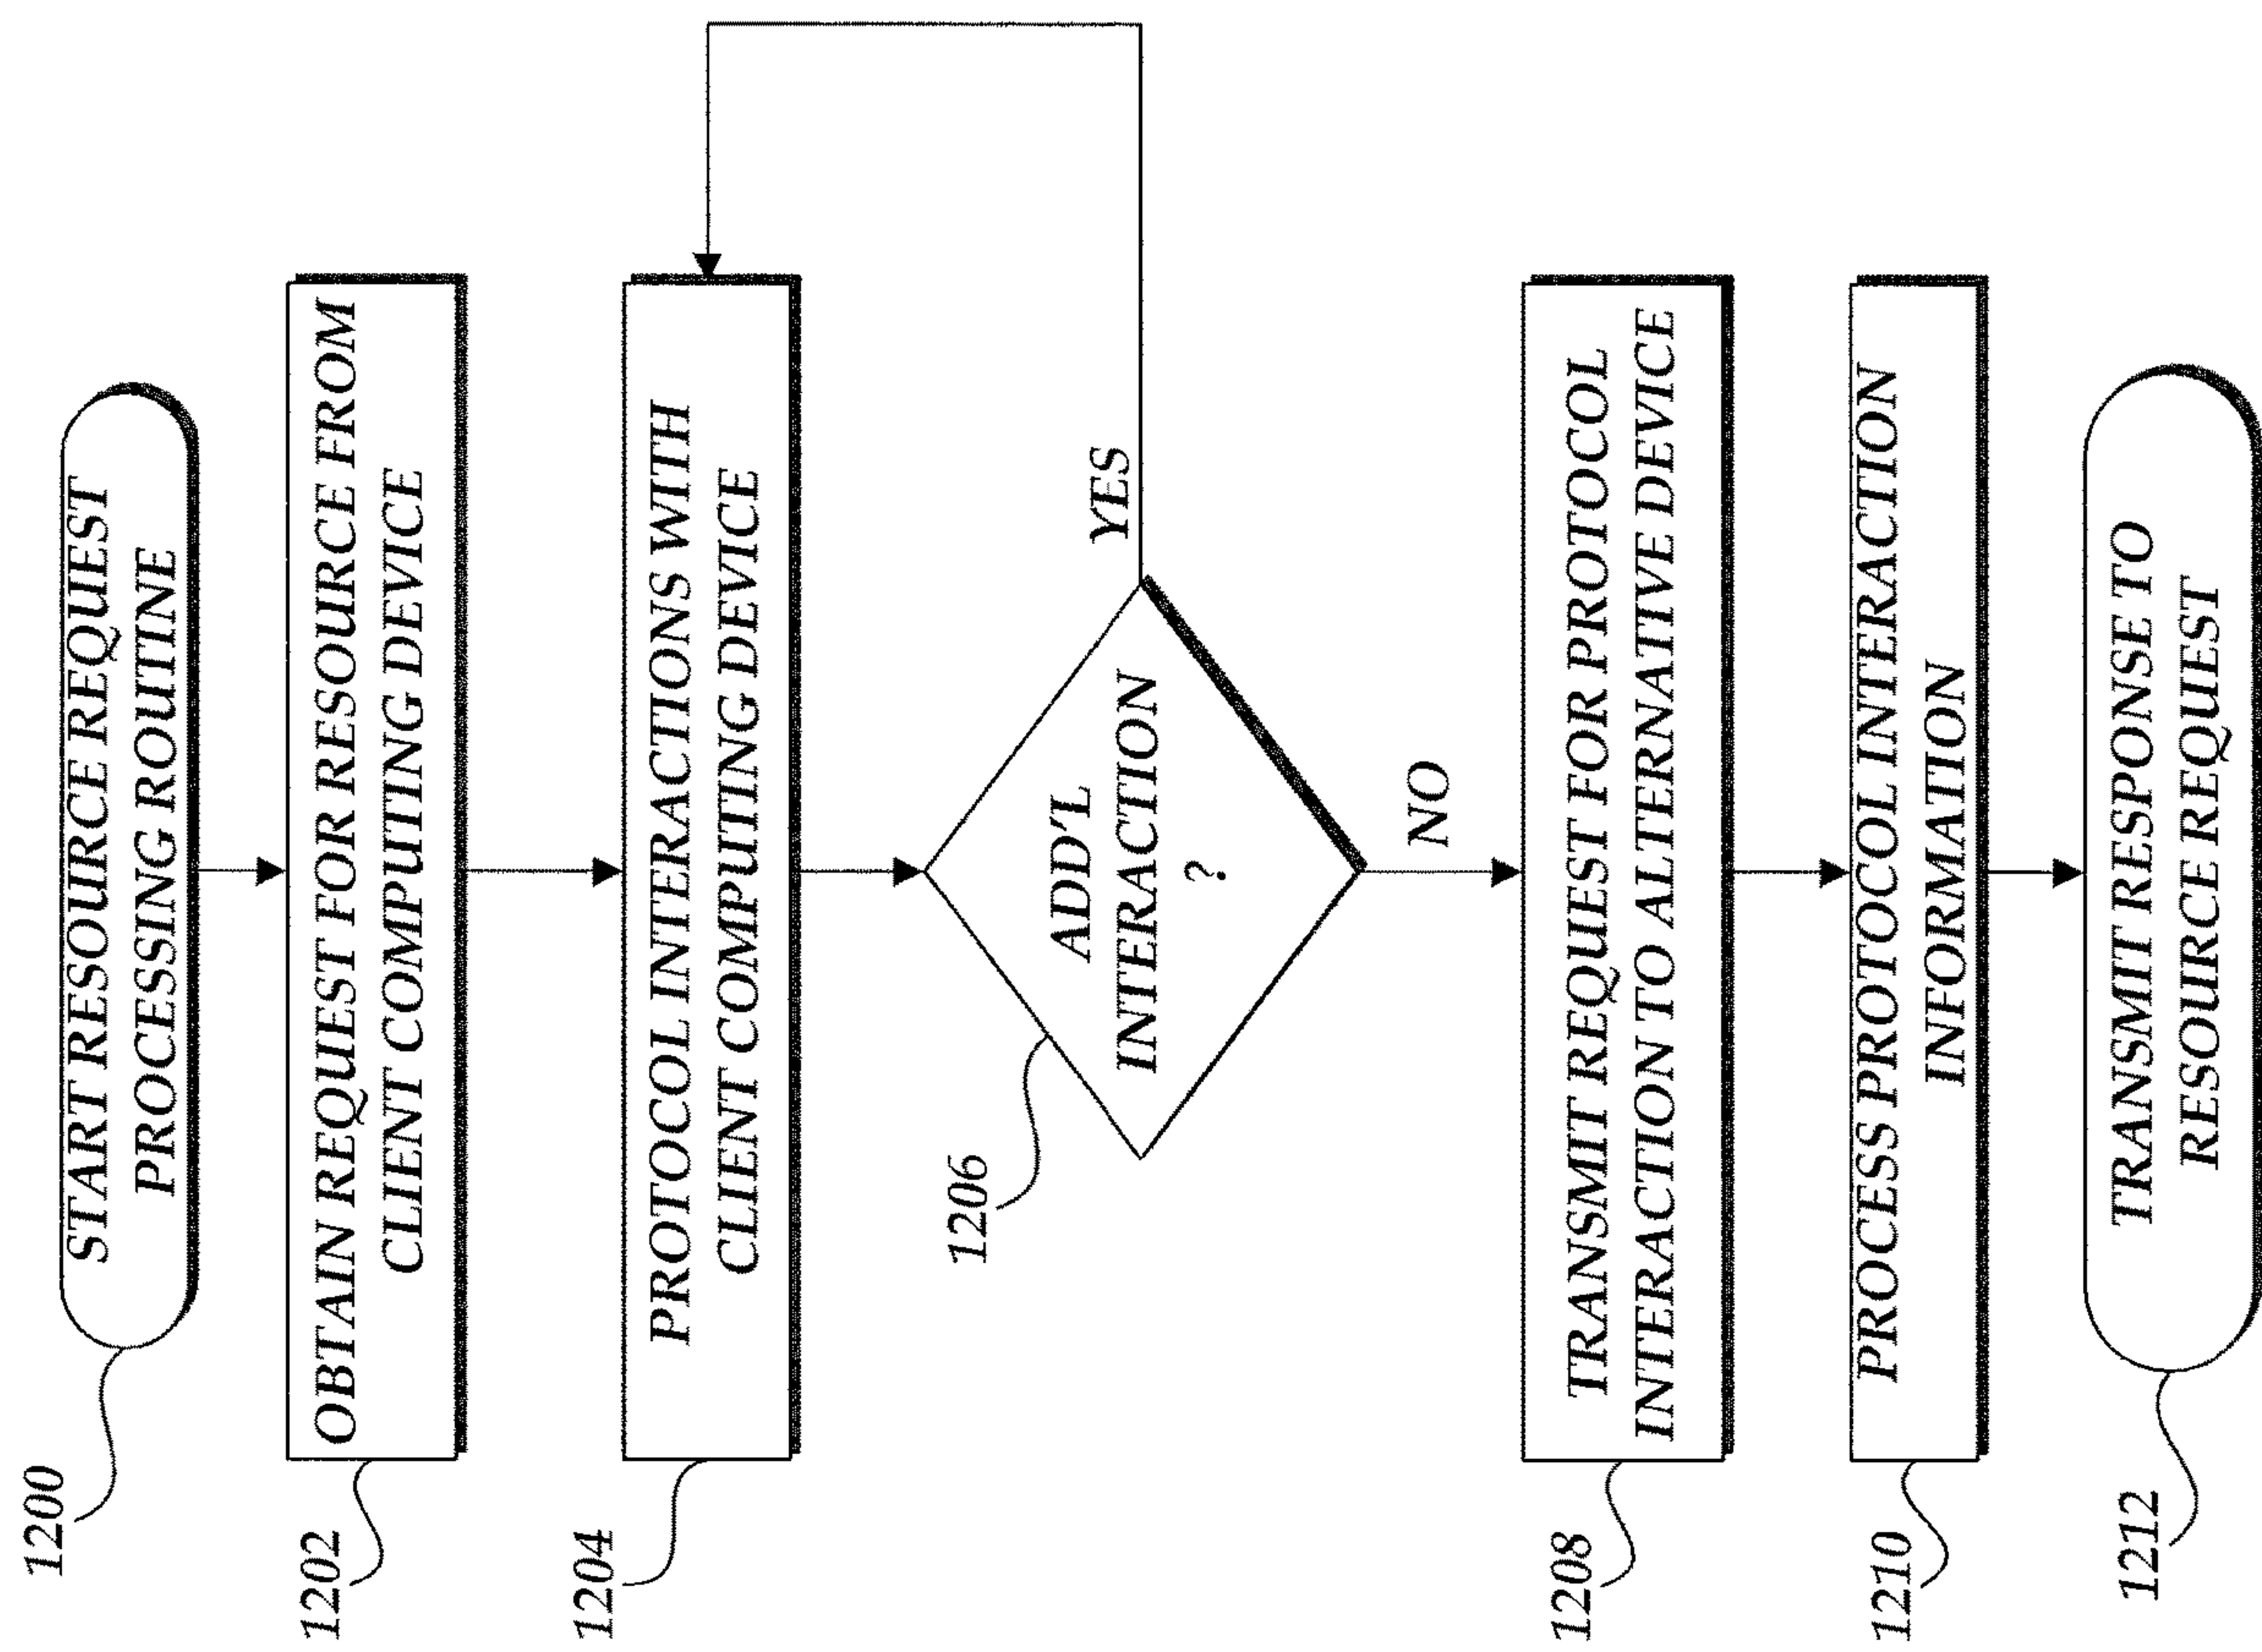 1200
START RESOURCE REQUEST
PROCESSING ROUTINE
1202
OBTAIN REQUEST FOR RESOURCE FROM
CLIENT COMPUTING DEVICE
1204
PROTOCOL INTERACTIONS WITH
CLIENT COMPUTING DEVICE
1206
ADD'L
INTERACTION
?
YES
NO
1208
TRANSMIT REQUEST FOR PROTOCOL
INTERACTION TO ALTERNATIVE DEVICE
1210
PROCESS PROTOCOL INTERACTION
INFORMATION
1212
TRANSMIT RESPONSE TO
RESOURCE REQUEST